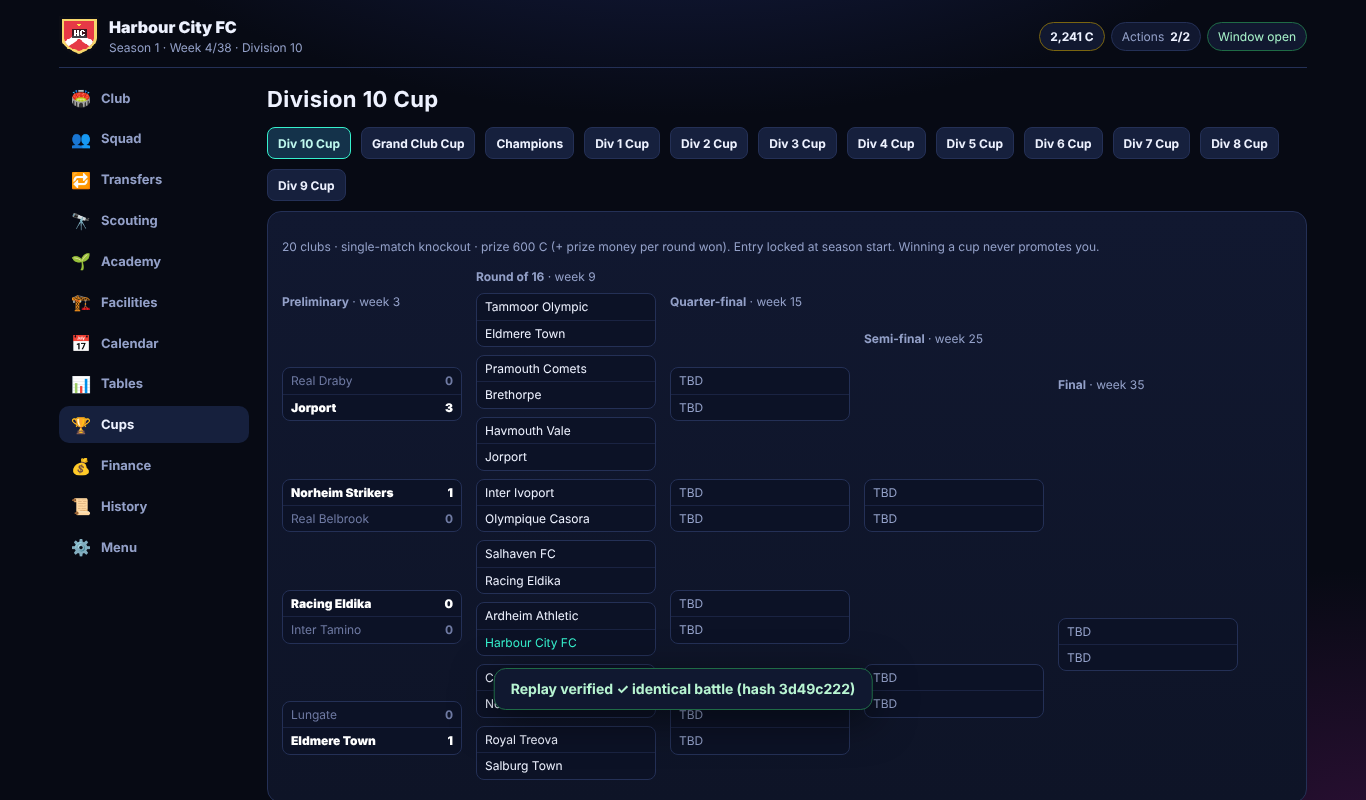 HC
Harbour City FC
Season 1 · Week 4/38 · Division 10
2,241 C
Actions 2/2
Window open
Club
Squad
Transfers
Scouting
Academy
Facilities
Calendar
Tables
Cups
Finance
History
Menu
Division 10 Cup
Div 10 Cup
Grand Club Cup
Champions
Div 1 Cup
Div 2 Cup
Div 3 Cup
Div 4 Cup
Div 5 Cup
Div 6 Cup
Div 7 Cup
Div 8 Cup
Div 9 Cup
20 clubs · single-match knockout · prize 600 C (+ prize money per round won). Entry locked at season start. Winning a cup never promotes you.
Preliminary · week 3
Real Draby 0
Jorport 3
Norheim Strikers 1
Real Belbrook 0
Racing Eldika 0
Inter Tamino 0
Lungate 0
Eldmere Town 1
Round of 16 · week 9
Tammoor Olympic
Eldmere Town
Pramouth Comets
Brethorpe
Havmouth Vale
Jorport
Inter Ivoport
Olympique Casora
Salhaven FC
Racing Eldika
Ardheim Athletic
Harbour City FC
Royal Treova
Salburg Town
Quarter-final · week 15
TBD
TBD
TBD
TBD
TBD
TBD
TBD
TBD
Semi-final · week 25
TBD
TBD
TBD
TBD
Final · week 35
TBD
TBD
Replay verified ✓ identical battle (hash 3d49c222)